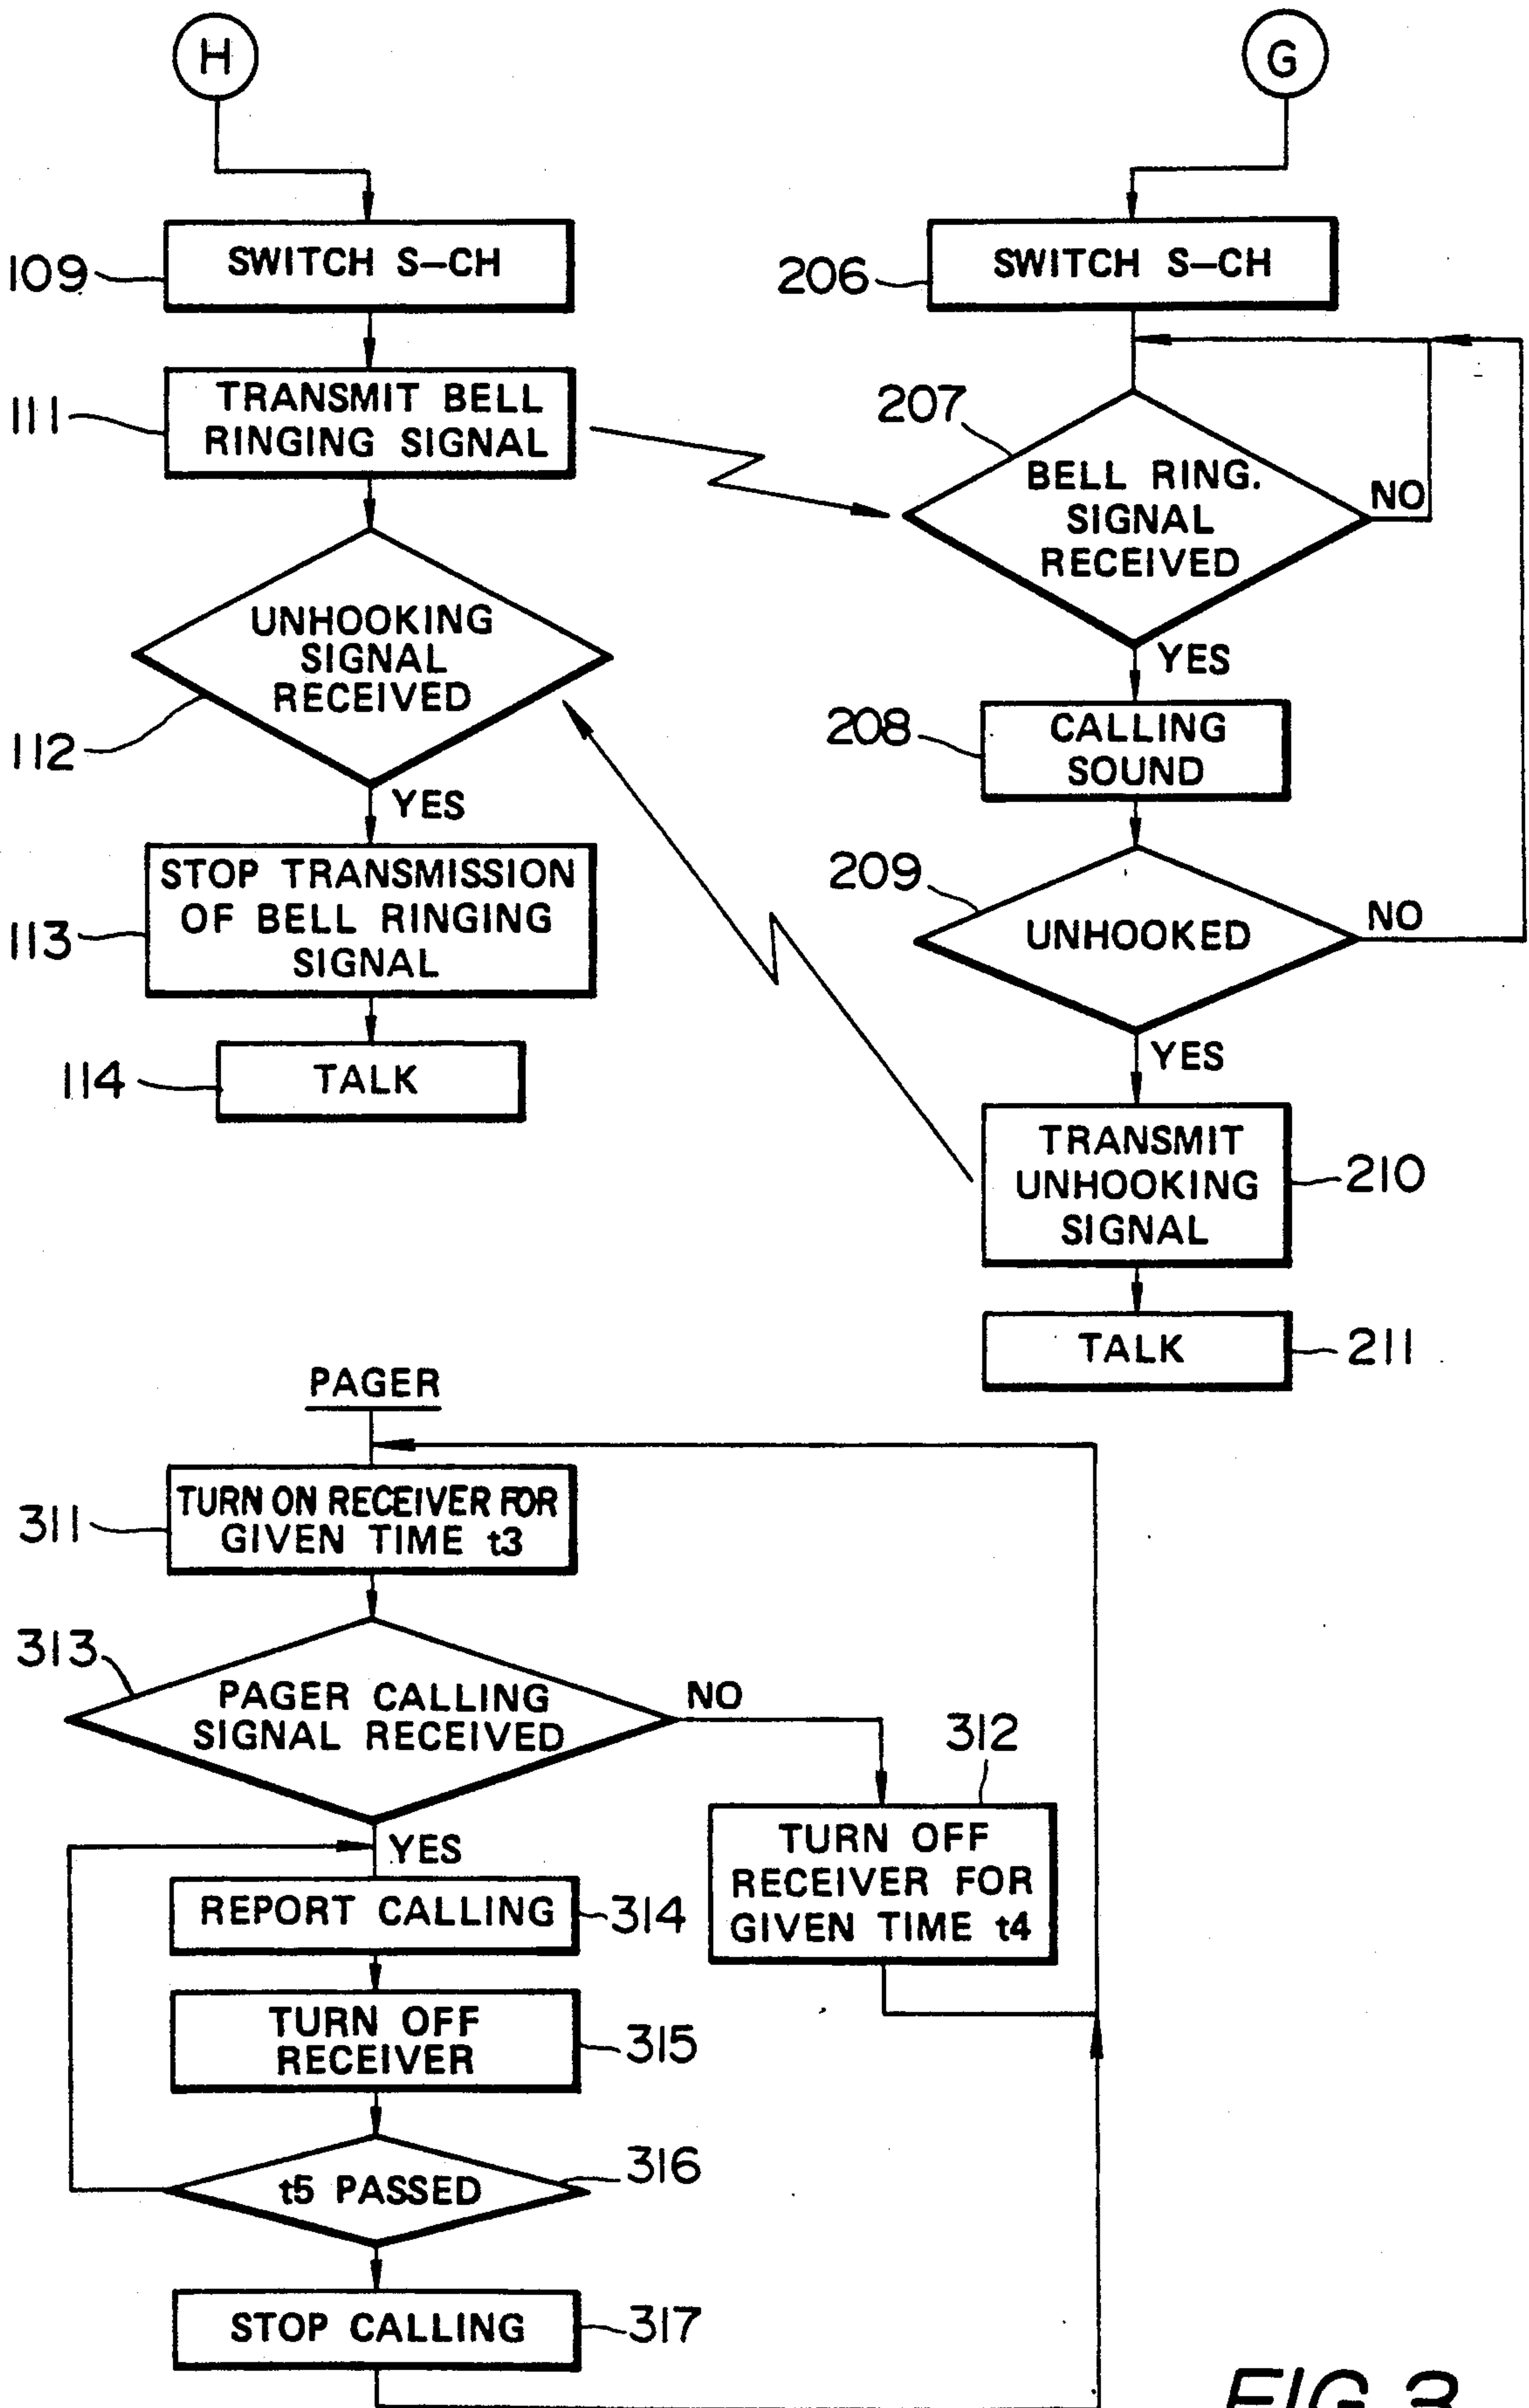 H
G
109
SWITCH S-CH
206
SWITCH S-CH
111
TRANSMIT BELL
RINGING SIGNAL
207
BELL RING.
SIGNAL
RECEIVED
NO
YES
112
UNHOOKING
SIGNAL
RECEIVED
YES
208
CALLING
SOUND
113
STOP TRANSMISSION
OF BELL RINGING
SIGNAL
209
UNHOOKED
NO
YES
114
TALK
TRANSMIT
UNHOOKING
SIGNAL
210
TALK
211
PAGER
311
TURN ON RECEIVER FOR
GIVEN TIME t3
313
PAGER CALLING
SIGNAL RECEIVED
NO
YES
312
TURN OFF
RECEIVER FOR
GIVEN TIME t4
REPORT CALLING
314
TURN OFF
RECEIVER
315
t5 PASSED
316
STOP CALLING
317
FIG. 3